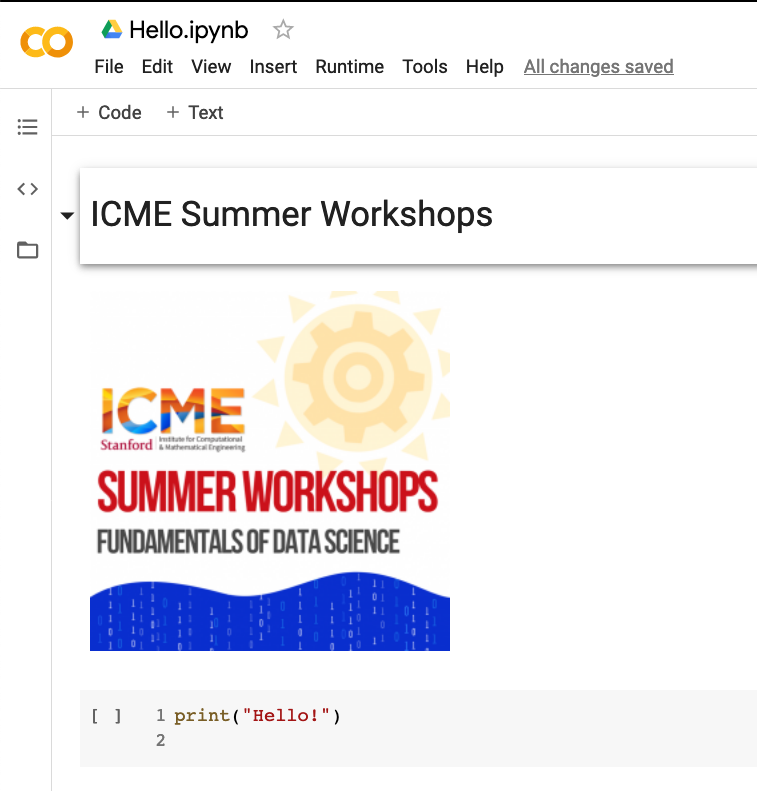 Hello.ipynb
File Edit View Insert Runtime Tools Help All changes saved
+ Code + Text
ICME Summer Workshops
ICME
Stanford Institute for Computational
& Mathematical Engineering
SUMMER WORKSHOPS
FUNDAMENTALS OF DATA SCIENCE
[ ] 1 print("Hello!")
2